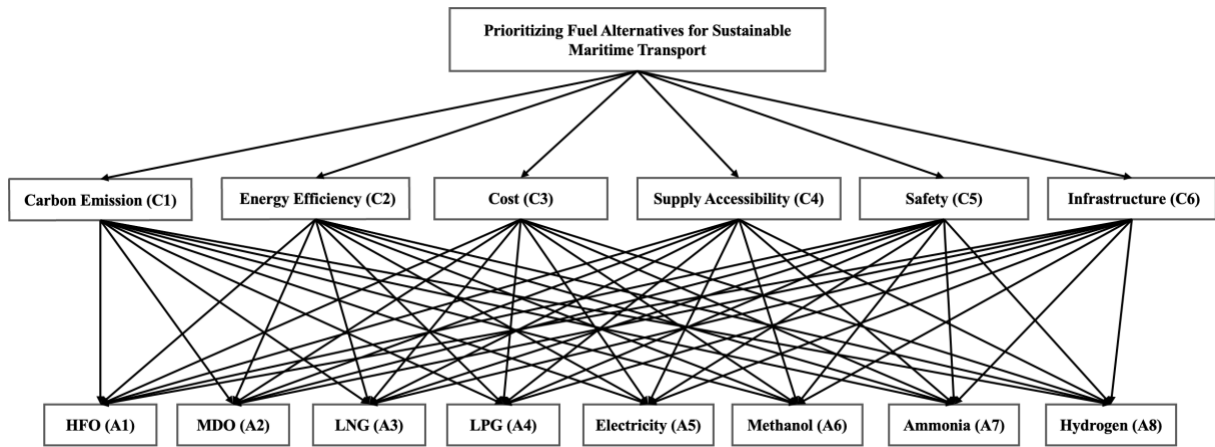 Prioritizing Fuel Alternatives for Sustainable
Maritime Transport
Carbon Emission (C1)
Energy Efficiency (C2)
Cost (C3)
Supply Accessibility (C4)
Safety (C5)
Infrastructure (C6)
HFO (A1)
MDO (A2)
LNG (A3)
LPG (A4)
Electricity (A5)
Methanol (A6)
Ammonia (A7)
Hydrogen (A8)